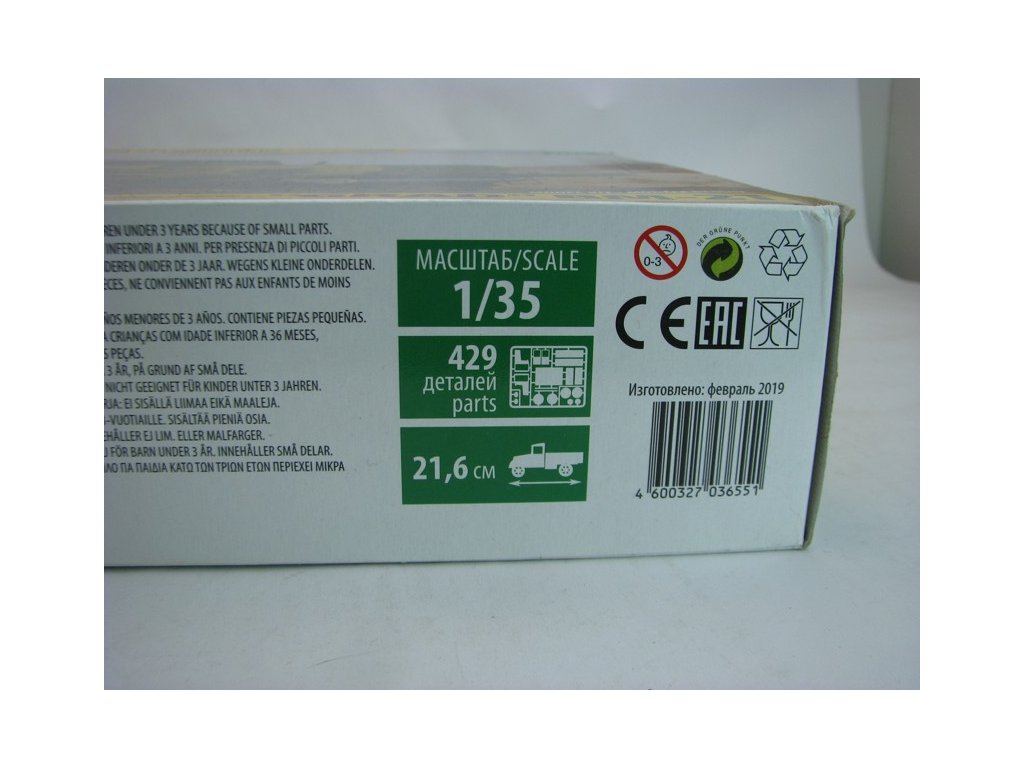 REN UNDER 3 YEARS BECAUSE OF SMALL PARTS.
INFERIORI A 3 ANNI. PER PRESENZA DI PICCOLI PARTI.
DEREN ONDER DE 3 JAAR. WEGENS KLEINE ONDERDELEN.
ECES, NE CONVIENNENT PAS AUX ENFANTS DE MOINS
ÑOS MENORES DE 3 AÑOS. CONTIENE PIEZAS PEQUEÑAS.
CRIANÇAS COM IDADE INFERIOR A 36 MESES,
S PEÇAS.
3 ÅR, PÅ GRUND AF SMÅ DELE.
NICHT GEEIGNET FÜR KINDER UNTER 3 JAHREN.
RJA: EI SISÄLLÄ LIIMAA EIKÄ MAALEJA.
-VUOTIAILLE. SISÄLTÄÄ PIENIÄ OSIA.
EHÅLLER EJ LIM. ELLER MALFARGER.
J FÖR BARN UNDER 3 ÅR. INNEHÅLLER SMÅ DELAR.
ΛΟ ΓΙΑ ΠΑΙΔΙΑ ΚΑΤΩ ΤΩΝ ΤΡΙΩΝ ΕΤΩΝ ΠΕΡΙΕΧΕΙ ΜΙΚΡΑ
МАСШТАБ/SCALE
1/35
429
деталей
parts
21,6 см
0-3
DER GRÜNE PUNKT
CE EAC
Изготовлено: февраль 2019
4 600327 036551